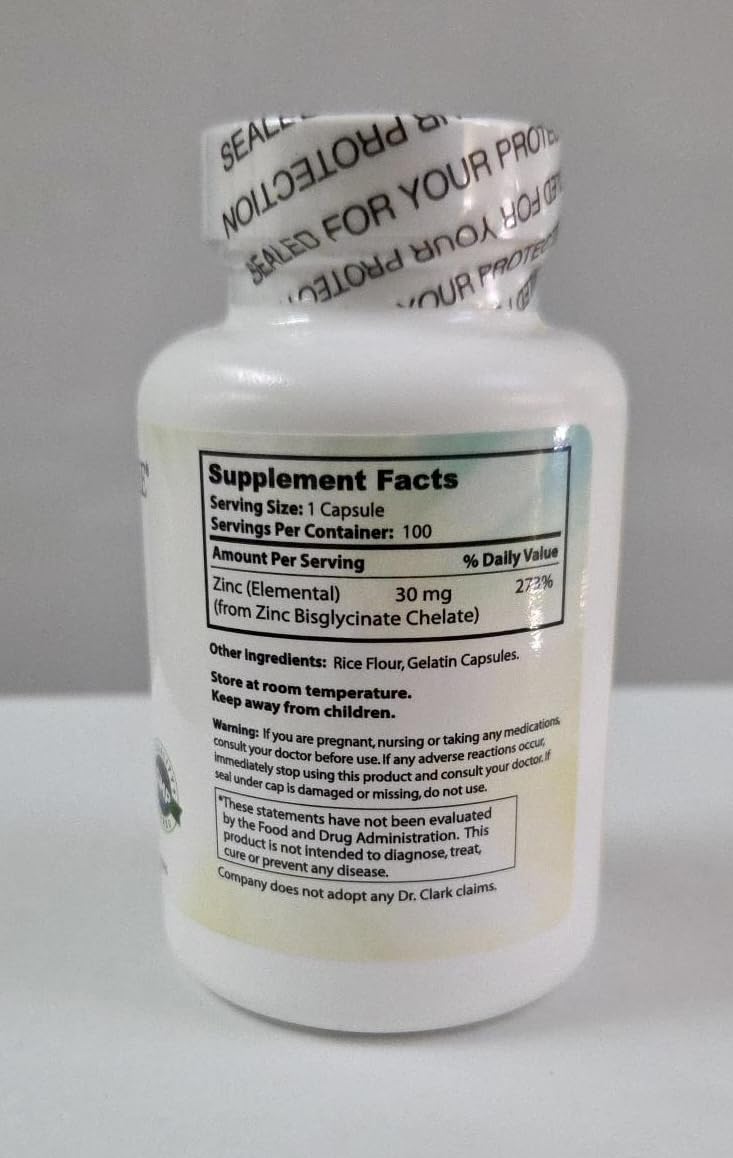 SEALED FOR YOUR
YOUR PROTECTION
SEALED FOR YOUR
FOR YOUR
YOUR
Supplement Facts
Serving Size: 1 Capsule
Servings Per Container: 100
Amount Per Serving % Daily Value
Zinc (Elemental) 30 mg 273%
(from Zinc Bisglycinate Chelate)
Other Ingredients: Rice Flour, Gelatin Capsules.
Store at room temperature.
Keep away from children.
Warning: If you are pregnant, nursing or taking any medications,
consult your doctor before use. If any adverse reactions occur,
immediately stop using this product and consult your doctor. If
seal under cap is damaged or missing, do not use.
*These statements have not been evaluated
by the Food and Drug Administration. This
product is not intended to diagnose, treat,
cure or prevent any disease.
Company does not adopt any Dr. Clark claims.